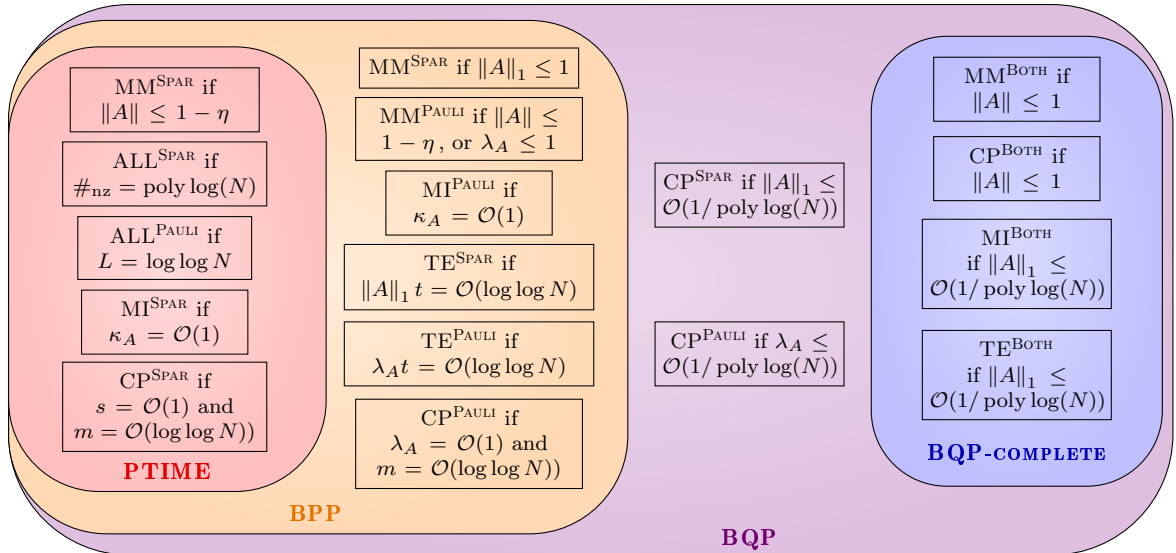 MM^SPAR if
‖A‖ ≤ 1 − η
ALL^SPAR if
#_nz = poly log(N)
ALL^PAULI if
L = log log N
MI^SPAR if
κ_A = O(1)
CP^SPAR if
s = O(1) and
m = O(log log N))
PTIME
MM^SPAR if ‖A‖_1 ≤ 1
MM^PAULI if ‖A‖ ≤
1 − η , or λ_A ≤ 1
MI^PAULI if
κ_A = O(1)
TE^SPAR if
‖A‖_1 t = O(log log N)
TE^PAULI if
λ_A t = O(log log N)
CP^PAULI if
λ_A = O(1) and
m = O(log log N))
BPP
CP^SPAR if ‖A‖_1 ≤
O(1/ poly log(N))
CP^PAULI if λ_A ≤
O(1/ poly log(N))
BQP
MM^BOTH if
‖A‖ ≤ 1
CP^BOTH if
‖A‖ ≤ 1
MI^BOTH
if ‖A‖_1 ≤
O(1/ poly log(N))
TE^BOTH
if ‖A‖_1 ≤
O(1/ poly log(N))
BQP-COMPLETE